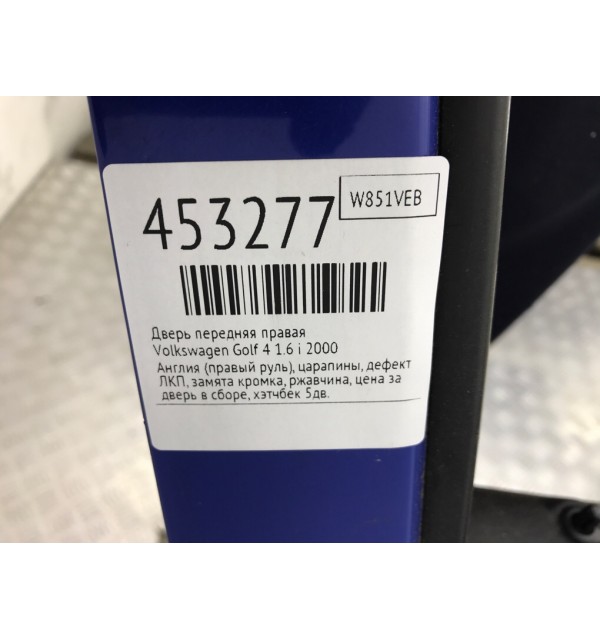 453277
W851VEB
Дверь передняя правая
Volkswagen Golf 4 1.6 i 2000
Англия (правый руль), царапины, дефект
ЛКП, замята кромка, ржавчина, цена за
дверь в сборе, хэтчбек 5дв.